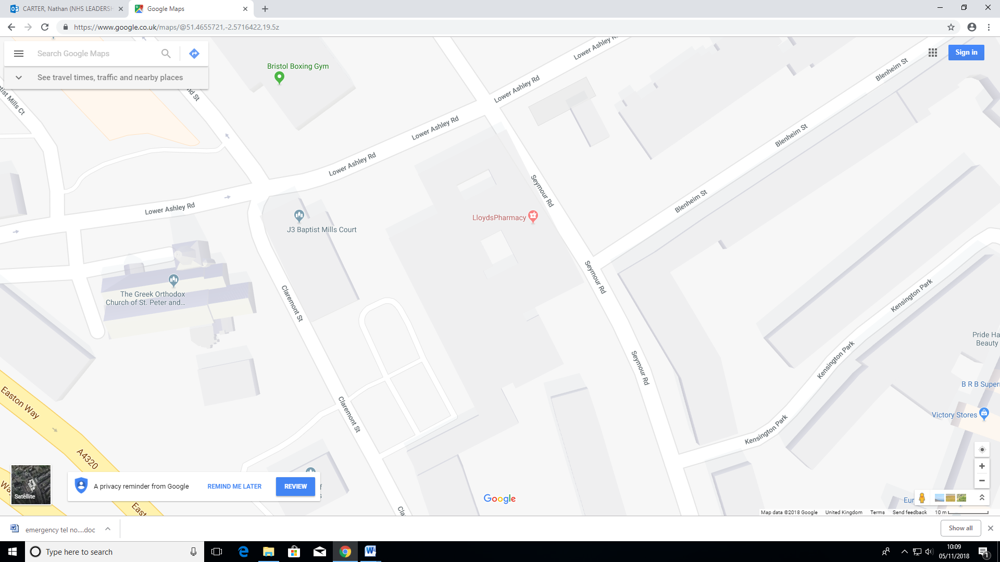 CARTER, Nathan (NHS LEADERSH
Google Maps
https://www.google.co.uk/maps/@51.4655721,-2.5716422,19.5z
Search Google Maps
See travel times, traffic and nearby places
Sign in
Bristol Boxing Gym
Lower Ashley Rd
Lower Ashley Rd
Lower Ashley Rd
Lower Ashley Rd
Lower Ashley Rd
Blenheim St
Blenheim St
Blenheim St
tist Mills Ct
nd St
Seymour Rd
Seymour Rd
Seymour Rd
LloydsPharmacy
J3 Baptist Mills Court
The Greek Orthodox
Church of St. Peter and...
Claremont St
Claremont St
Cla
Kensington Park
Kensington Park
Kensington Park
Pride Ha
Beauty
B R B Super
Victory Stores
Easton Way
A4320
Wa
East
Eur
Satellite
A privacy reminder from Google
REMIND ME LATER
REVIEW
Google
Map data ©2018 Google
United Kingdom
Terms
Send feedback
10 m
emergency tel no....doc
Show all
Type here to search
10:09
05/11/2018
1